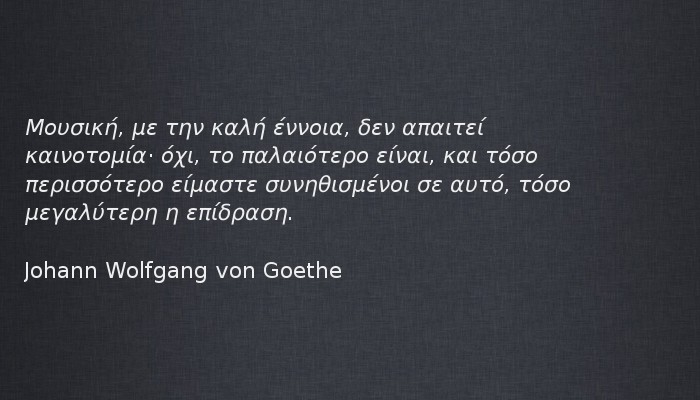 Μουσική, με την καλή έννοια, δεν απαιτεί
καινοτομία· όχι, το παλαιότερο είναι, και τόσο
περισσότερο είμαστε συνηθισμένοι σε αυτό, τόσο
μεγαλύτερη η επίδραση.
Johann Wolfgang von Goethe